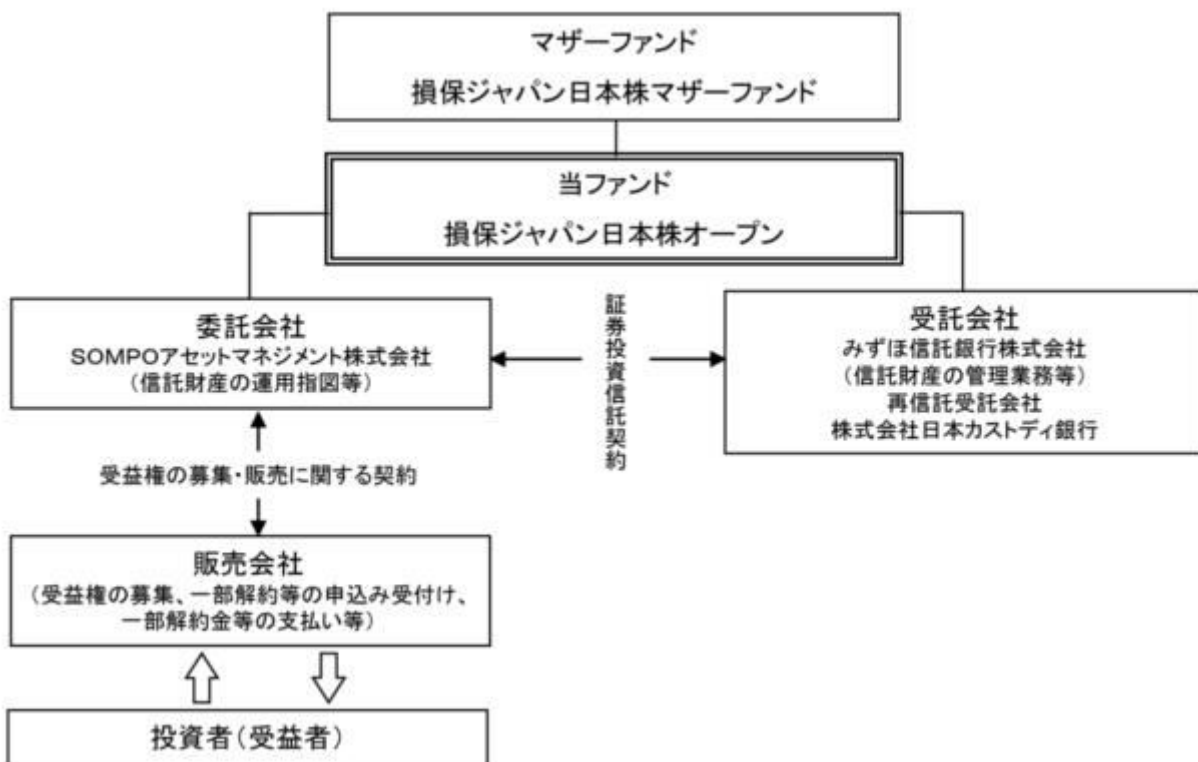 マザーファンド
損保ジャパン日本株マザーファンド
当ファンド
損保ジャパン日本株オープン
委託会社
SOMPOアセットマネジメント株式会社
(信託財産の運用指図等)
証券投資信託契約
受託会社
みずほ信託銀行株式会社
(信託財産の管理業務等)
再信託受託会社
株式会社日本カストディ銀行
受益権の募集・販売に関する契約
販売会社
(受益権の募集、一部解約等の申込み受付け、
一部解約金等の支払い等)
投資者(受益者)